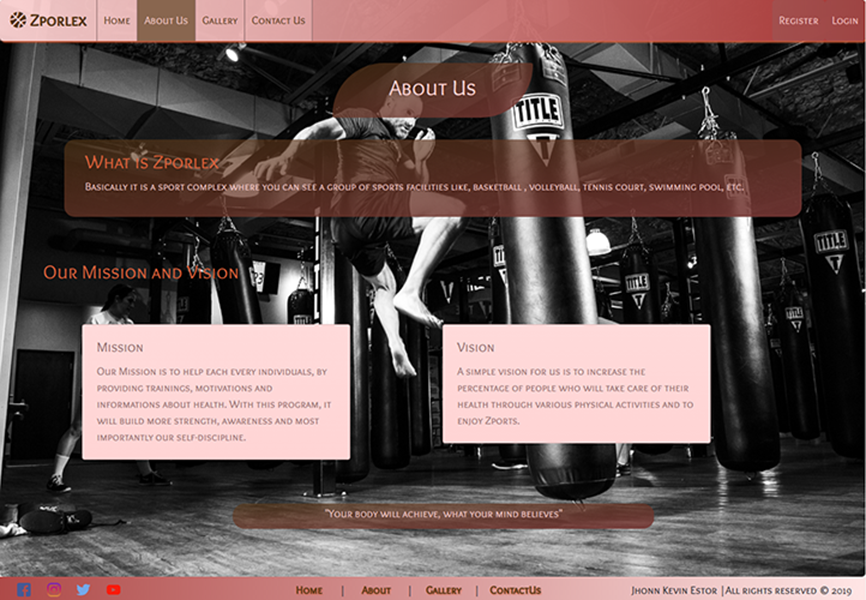 Zporlex Home About Us Gallery Contact Us Register Login
About Us
TITLE
T
What is Zporlex
Basically it is a sport complex where you can see a group of sports facilities like, basketball , volleyball, tennis court, swimming pool, etc.
TITLE
T
TITLE
T
Our Mission and Vision
23
TITLE
T
Mission
Our Mission is to help each every individuals, by
providing trainings, motivations and
informations about health. With this program, it
will build more strength, awareness and most
importantly our self-discipline.
Vision
A simple vision for us is to increase the
percentage of people who will take care of their
health through various physical activities and to
enjoy Zports.
"Your body will achieve, what your mind believes"
Home | About | Gallery | ContactUs
Jhonn Kevin Estor |All rights reserved © 2019